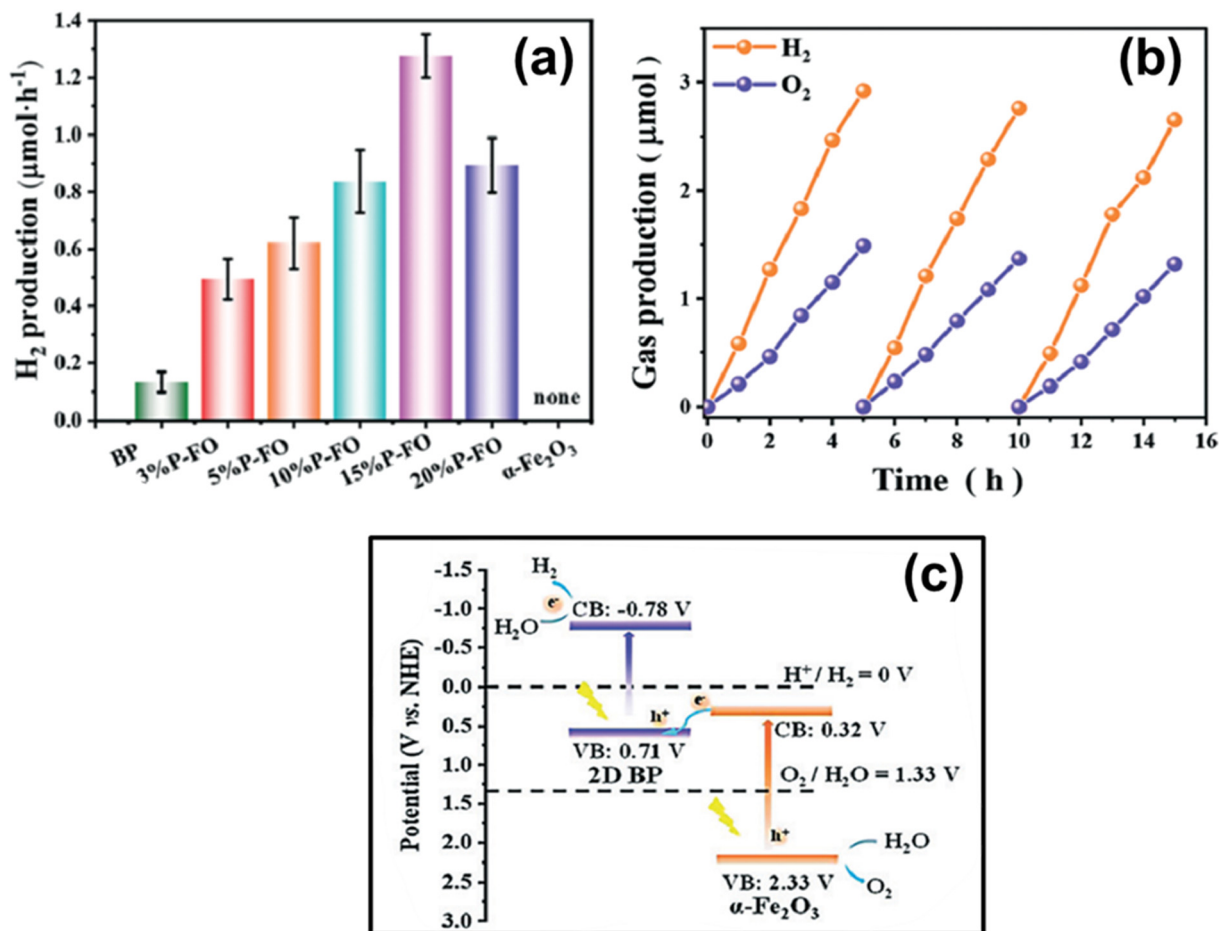 (a)
H₂ production (μmol·h⁻¹)
1.4
1.2
1.0
0.8
0.6
0.4
0.2
0.0
none
BP
3%P-FO
5%P-FO
10%P-FO
15%P-FO
20%P-FO
α-Fe₂O₃
(b)
H₂
O₂
Gas production ( μmol)
3
2
1
0
0 2 4 6 8 10 12 14 16
Time ( h )
(c)
Potential (V vs. NHE)
-1.5
-1.0
-0.5
0.0
0.5
1.0
1.5
2.0
2.5
3.0
H₂
e⁻
H₂O
CB: -0.78 V
H⁺ / H₂ = 0 V
e⁻
h⁺
VB: 0.71 V
2D BP
CB: 0.32 V
O₂ / H₂O = 1.33 V
h⁺
H₂O
O₂
VB: 2.33 V
α-Fe₂O₃